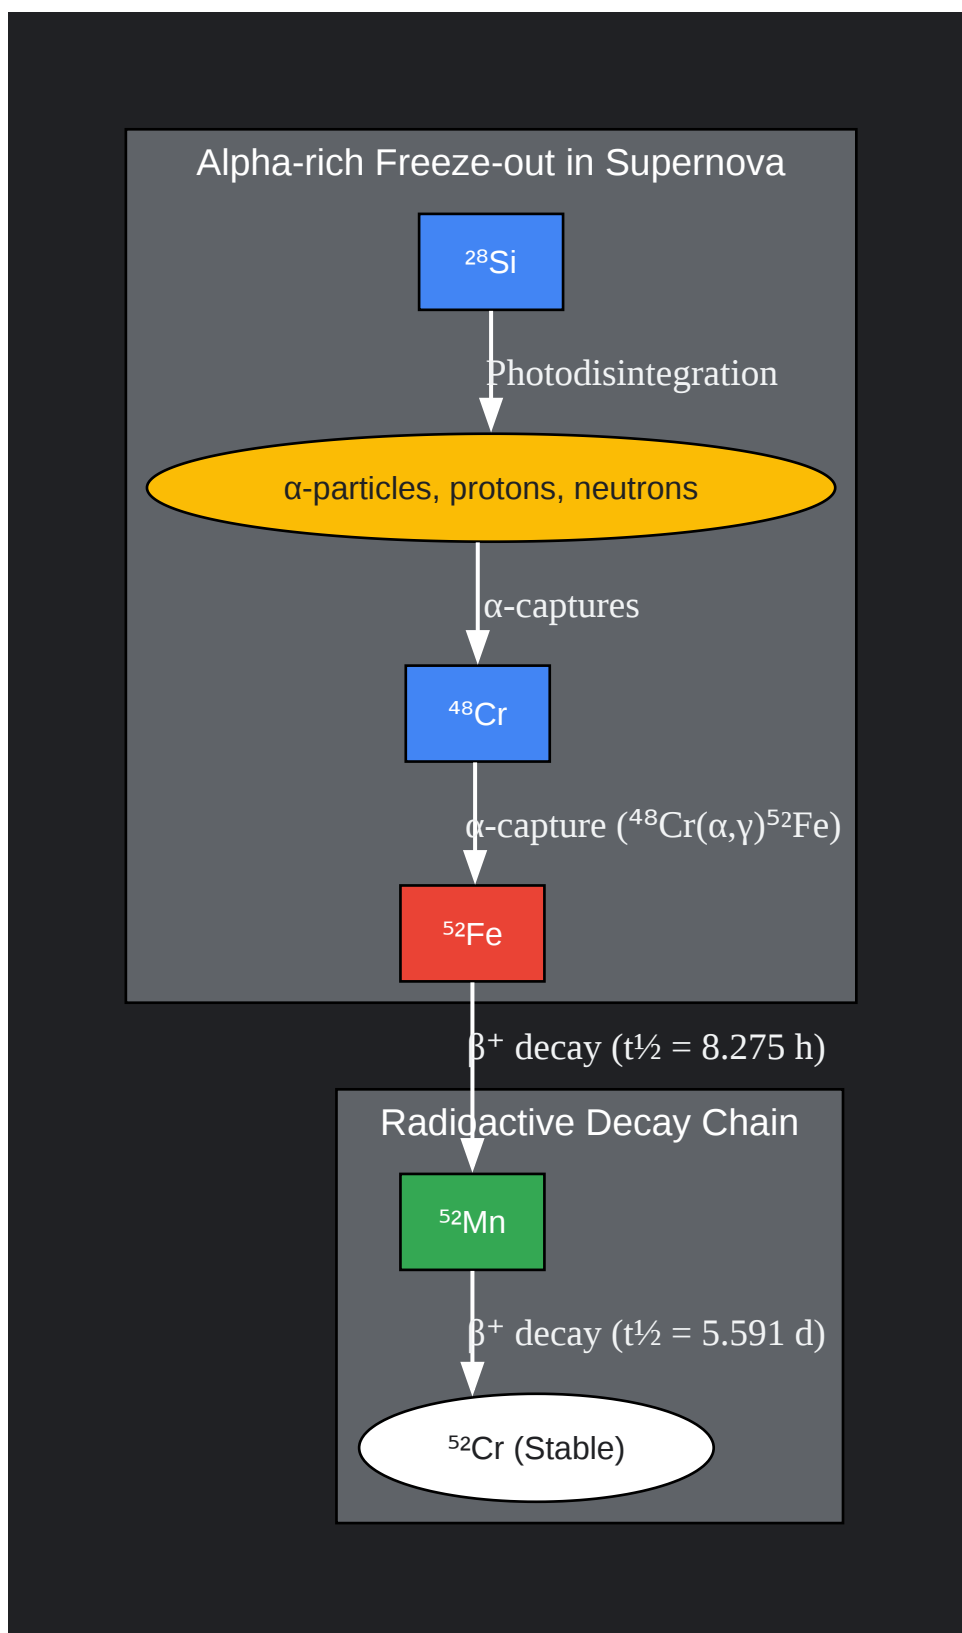 Alpha-rich Freeze-out in Supernova
²⁸Si
Photodisintegration
α-particles, protons, neutrons
α-captures
⁴⁸Cr
α-capture (⁴⁸Cr(α,γ)⁵²Fe)
⁵²Fe
β⁺ decay (t½ = 8.275 h)
Radioactive Decay Chain
⁵²Mn
β⁺ decay (t½ = 5.591 d)
⁵²Cr (Stable)